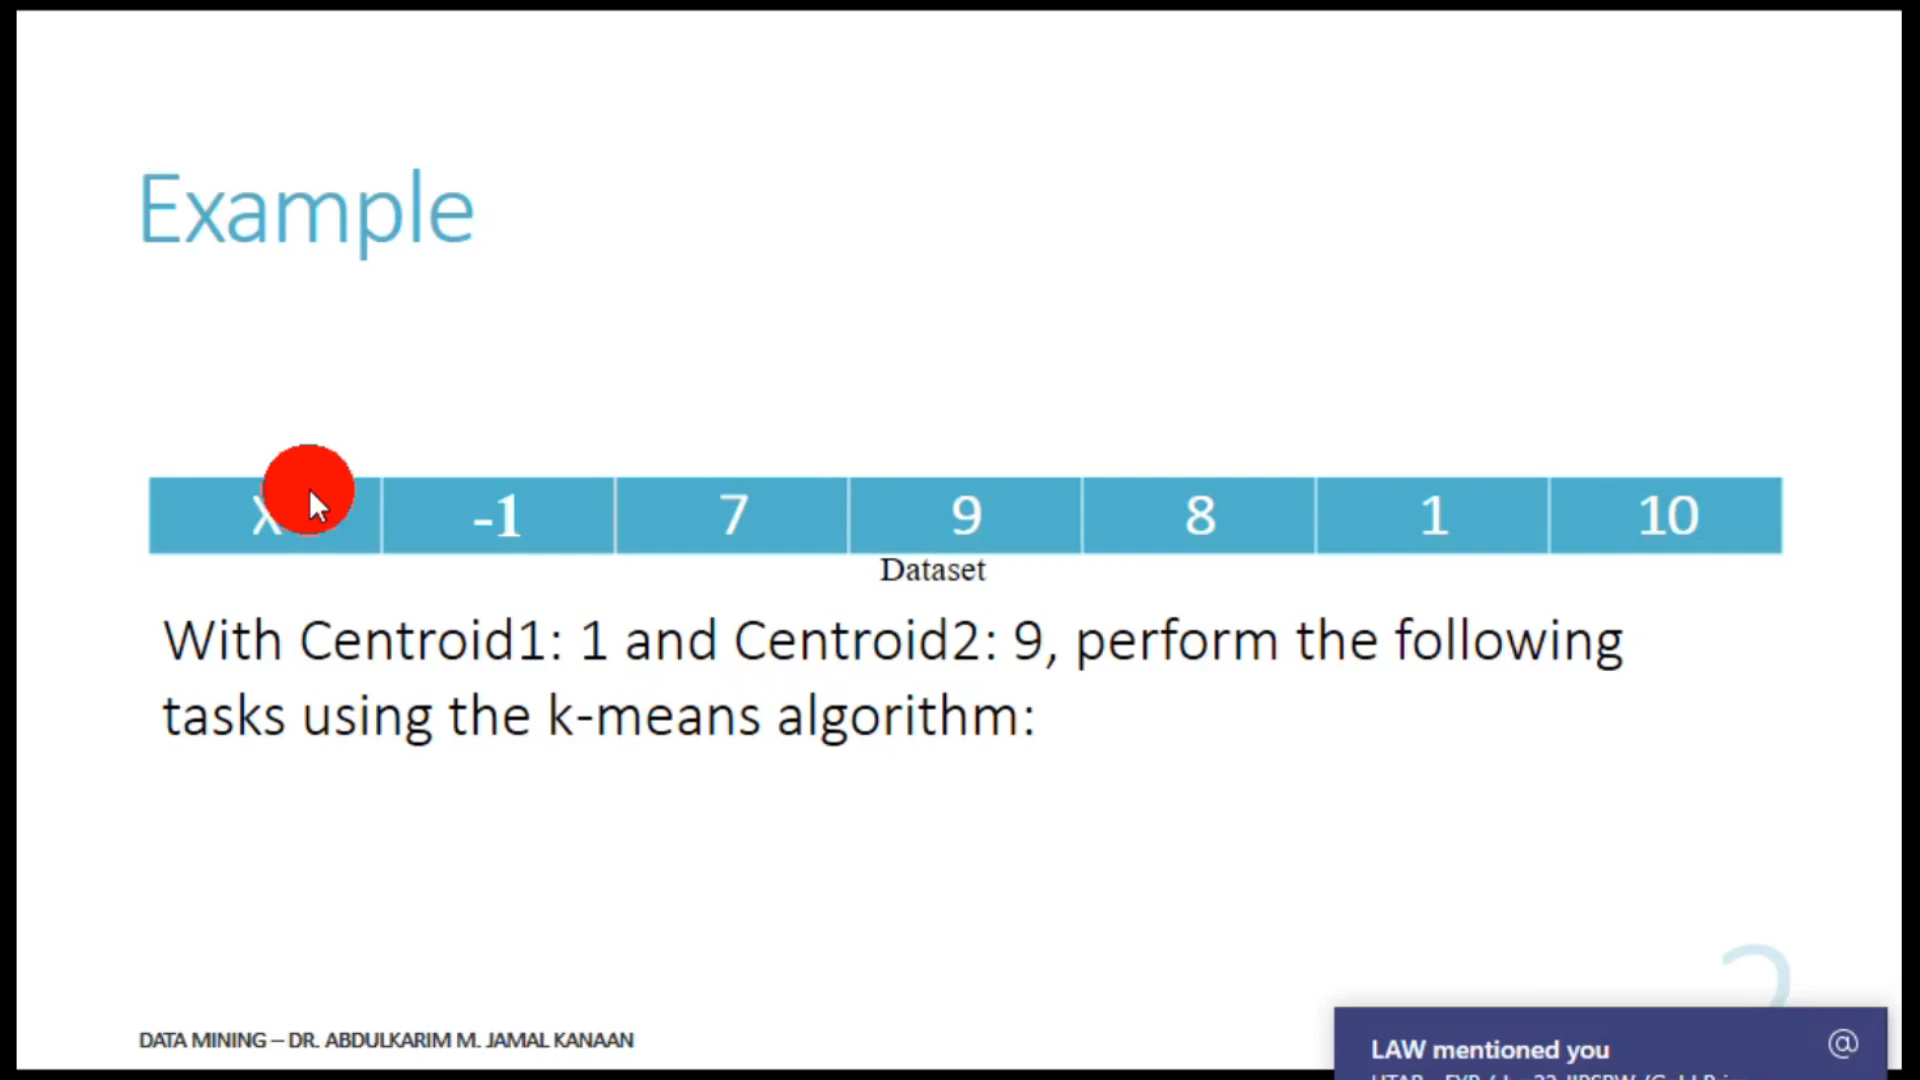 Example
X -1 7 9 8 1 10
Dataset
With Centroid1: 1 and Centroid2: 9, perform the following
tasks using the k-means algorithm:
2
DATA MINING – DR. ABDULKARIM M. JAMAL KANAAN
LAW mentioned you @